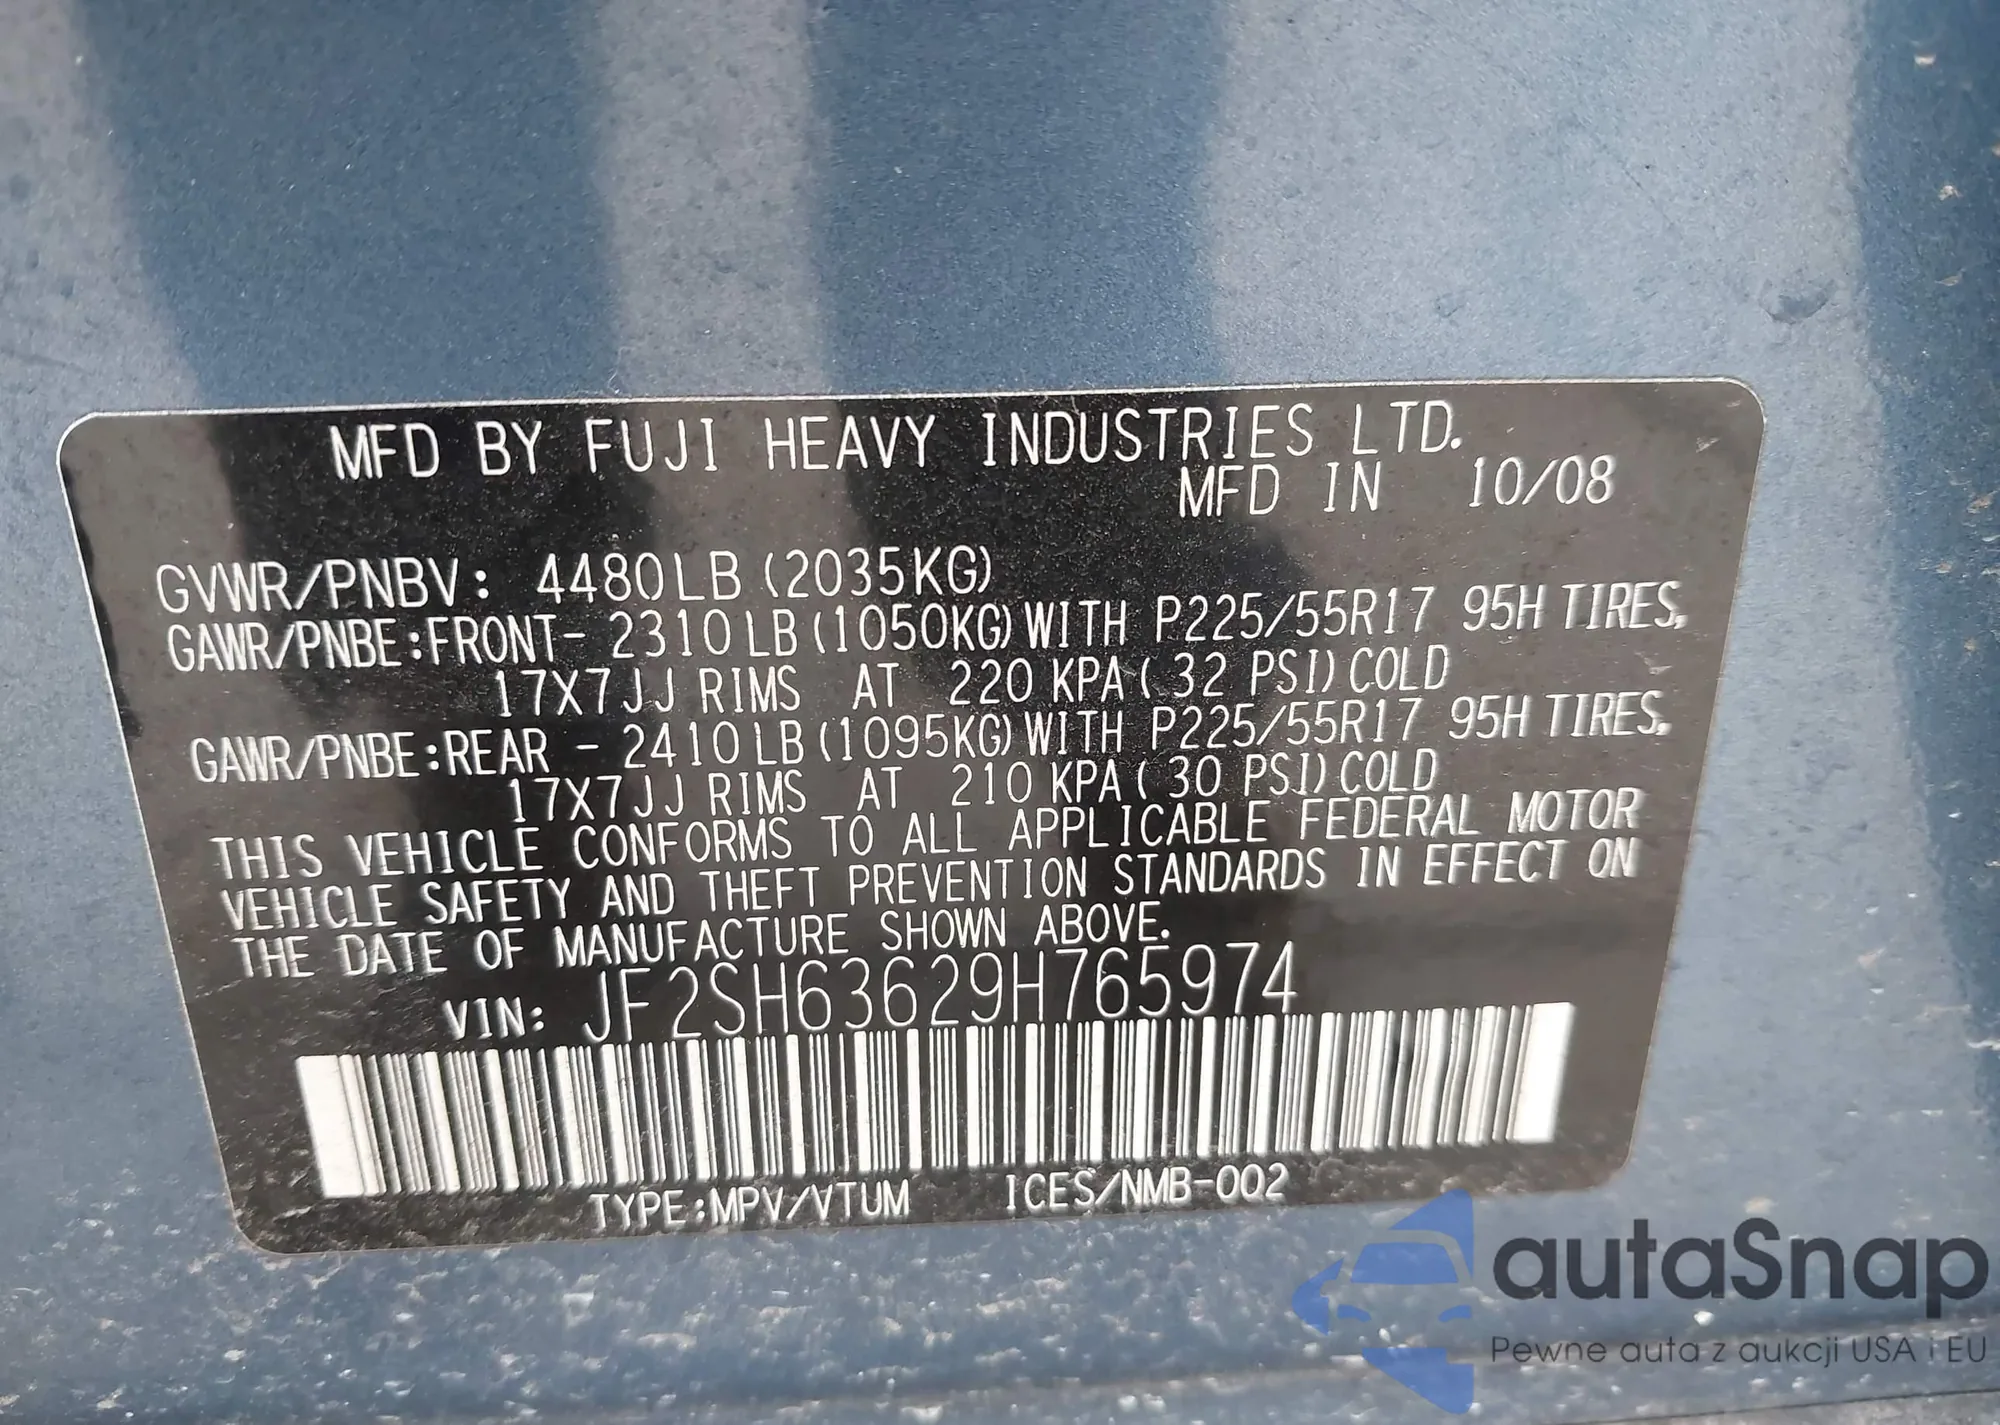 MFD BY FUJI HEAVY INDUSTRIES LTD.
MFD IN 10/08
GVWR/PNBV: 4480LB (2035KG)
GAWR/PNBE:FRONT- 2310LB(1050KG)WITH P225/55R17 95H TIRES,
17X7JJ RIMS AT 220 KPA( 32 PSI)COLD
GAWR/PNBE:REAR - 2410LB(1095KG)WITH P225/55R17 95H TIRES,
17X7JJ RIMS AT 210 KPA( 30 PSI)COLD
THIS VEHICLE CONFORMS TO ALL APPLICABLE FEDERAL MOTOR
VEHICLE SAFETY AND THEFT PREVENTION STANDARDS IN EFFECT ON
THE DATE OF MANUFACTURE SHOWN ABOVE.
VIN: JF2SH63629H765974
TYPE:MPV/VTUM ICES/NMB-002
autaSnap
Pewne auta z aukcji USA i EU